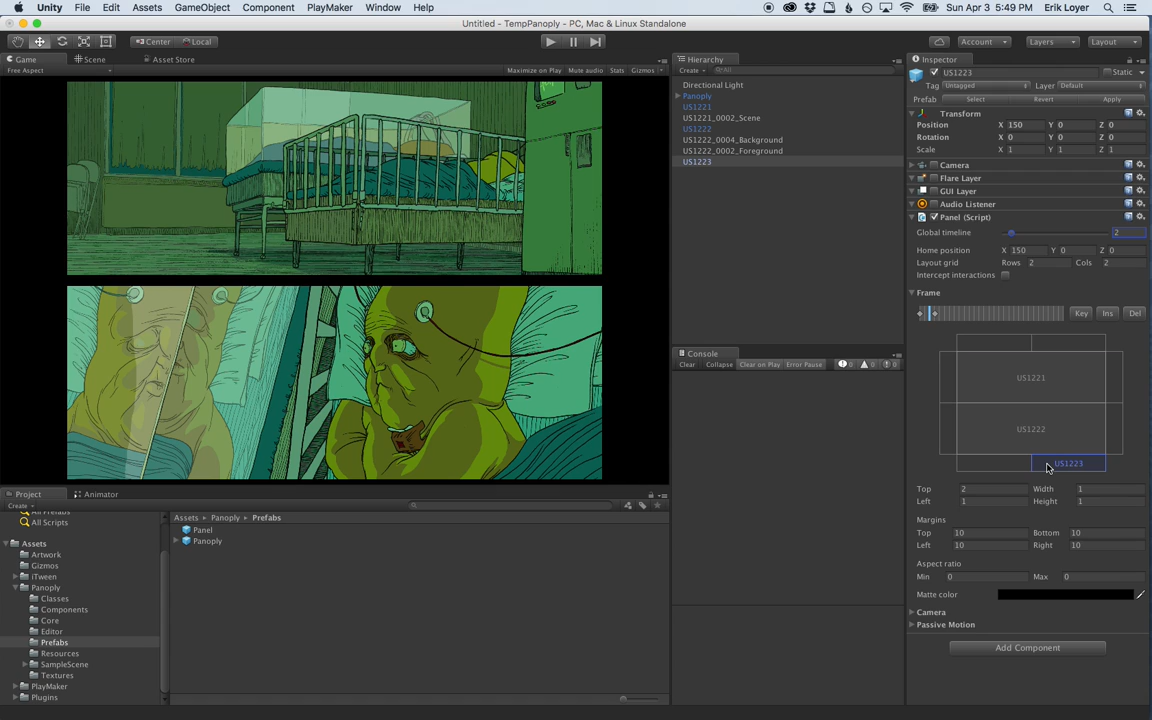 Unity File Edit Assets GameObject Component PlayMaker Window Help
Sun Apr 3 5:49 PM Erik Loyer
Untitled - TempPanoply - PC, Mac & Linux Standalone
Center Local
Account Layers Layout
Game Scene Asset Store
Free Aspect
Maximize on Play Mute audio Stats Gizmos
Hierarchy
Create All
Directional Light
Panoply
US1221
US1221_0002_Scene
US1222
US1222_0004_Background
US1222_0002_Foreground
US1223
Console
Clear Collapse Clear on Play Error Pause 0 0 0
Inspector
US1223 Static
Tag Untagged Layer Default
Prefab Select Revert Apply
Transform
Position X 150 Y 0 Z 0
Rotation X 0 Y 0 Z 0
Scale X 1 Y 1 Z 1
Camera
Flare Layer
GUI Layer
Audio Listener
Panel (Script)
Global timeline 2
Home position X 150 Y 0 Z 0
Layout grid Rows 2 Cols 2
Intercept interactions
Frame
Key Ins Del
US1221
US1222
US1223
Top 2 Width 1
Left 1 Height 1
Margins
Top 10 Bottom 10
Left 10 Right 10
Aspect ratio
Min 0 Max 0
Matte color
Camera
Passive Motion
Add Component
Project Animator
Create
All Prefabs
All Scripts
Assets
Artwork
Gizmos
iTween
Panoply
Classes
Components
Core
Editor
Prefabs
Resources
SampleScene
Textures
PlayMaker
Plugins
Assets Panoply Prefabs
Panel
Panoply